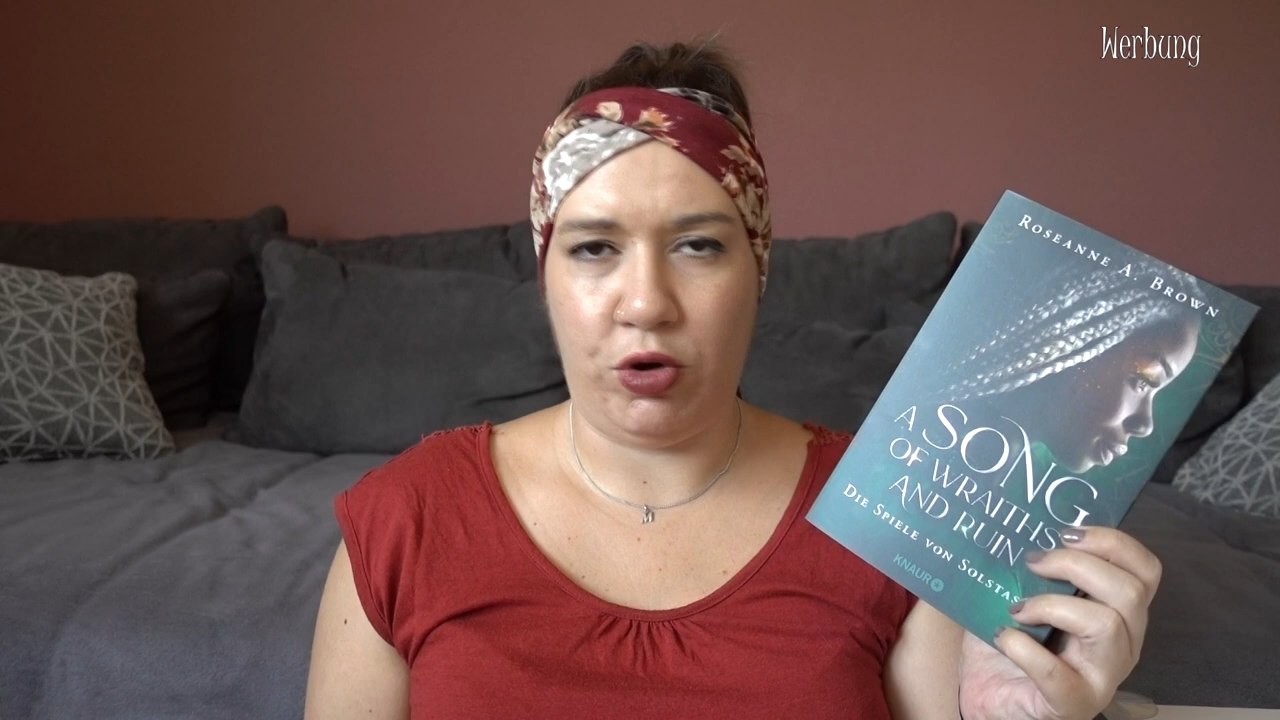 Werbung
ROSEANNE A. BROWN
A SONG
OF WRAITHS
AND RUIN
DIE SPIELE VON SOLSTAS
KNAUR
M